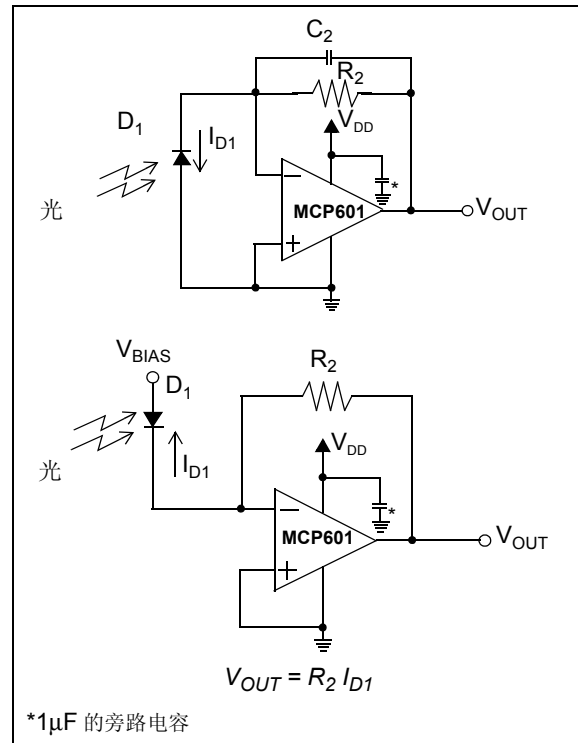 C2
R2
VDD
D1
ID1
*
光
MCP601
VOUT
VBIAS
D1
R2
VDD
光
ID1
*
MCP601
VOUT
VOUT = R2 ID1
*1μF 的旁路电容